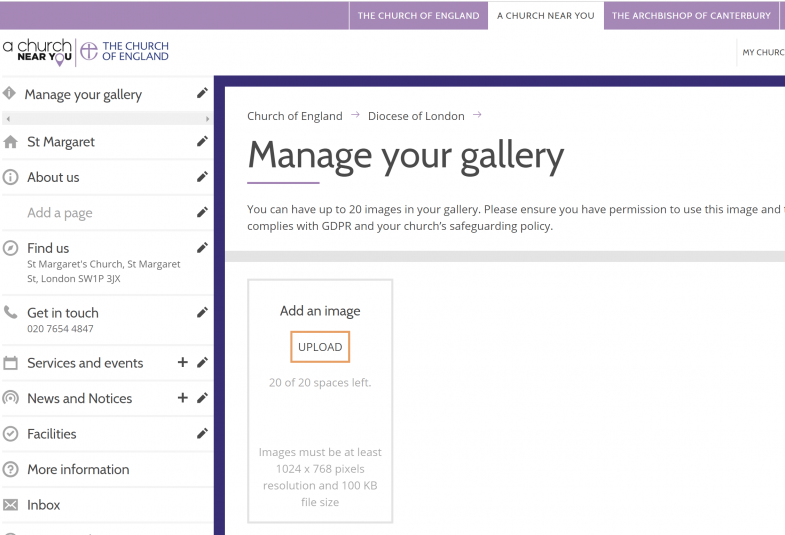 THE CHURCH OF ENGLAND
A CHURCH NEAR YOU
THE ARCHBISHOP OF CANTERBURY
a church
NEAR YOU
THE CHURCH
OF ENGLAND
MY CHURC
Manage your gallery
St Margaret
About us
Add a page
Find us
St Margaret's Church, St Margaret
St, London SW1P 3JX
Get in touch
020 7654 4847
Services and events
News and Notices
Facilities
More information
Inbox
Church of England → Diocese of London →
Manage your gallery
You can have up to 20 images in your gallery. Please ensure you have permission to use this image and
complies with GDPR and your church's safeguarding policy.
Add an image
UPLOAD
20 of 20 spaces left.
Images must be at least
1024 x 768 pixels
resolution and 100 KB
file size